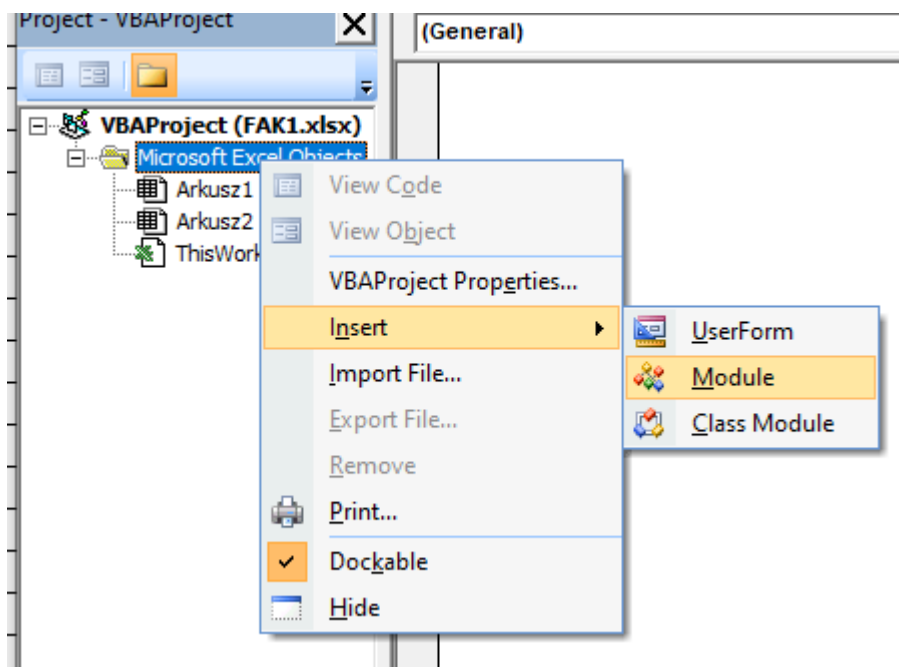 Project - VBAProject
(General)
VBAProject (FAK1.xlsx)
Microsoft Excel Objects
Arkusz1
Arkusz2
ThisWork
View Code
View Object
VBAProject Properties...
Insert
Import File...
Export File...
Remove
Print...
Dockable
Hide
UserForm
Module
Class Module